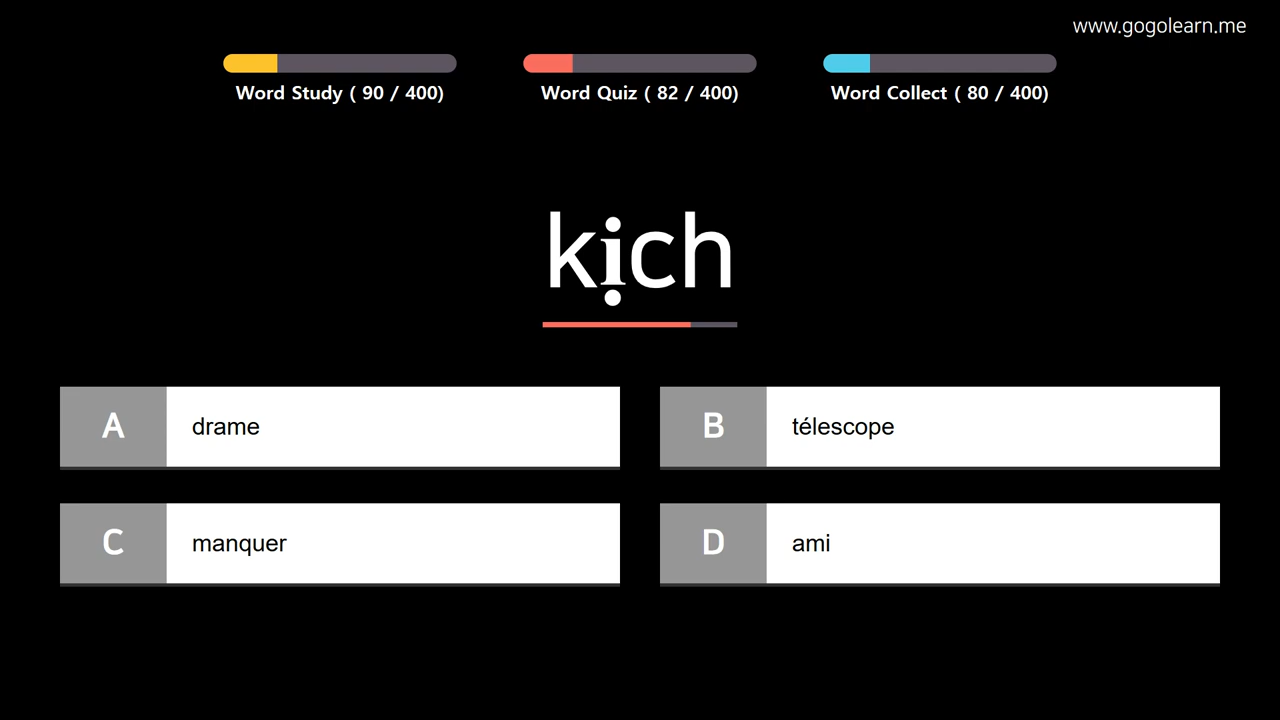 www.gogolearn.me
Word Study ( 90 / 400)
Word Quiz ( 82 / 400)
Word Collect ( 80 / 400)
kịch
A drame
B télescope
C manquer
D ami